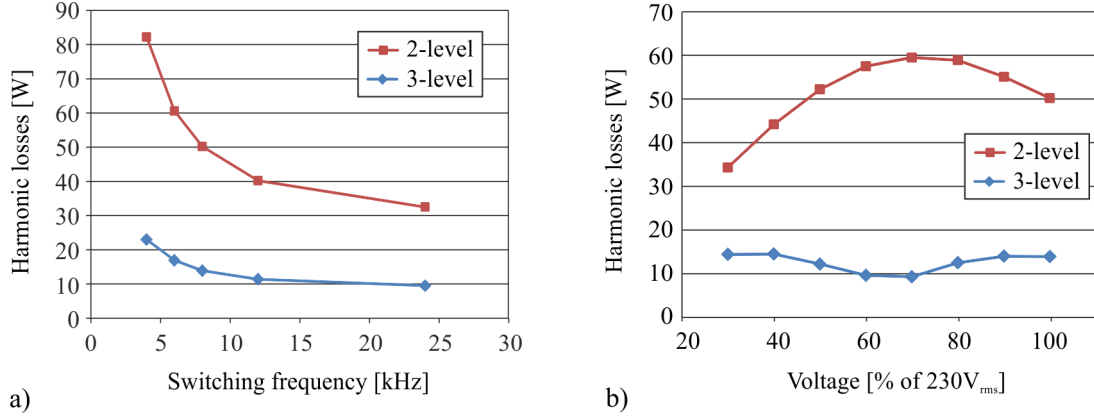 90
80
70
60
50
40
30
20
10
0
Harmonic losses [W]
2-level
3-level
0 5 10 15 20 25 30
Switching frequency [kHz]
a)
70
60
50
40
30
20
10
0
Harmonic losses [W]
2-level
3-level
20 40 60 80 100
Voltage [% of 230Vrms]
b)